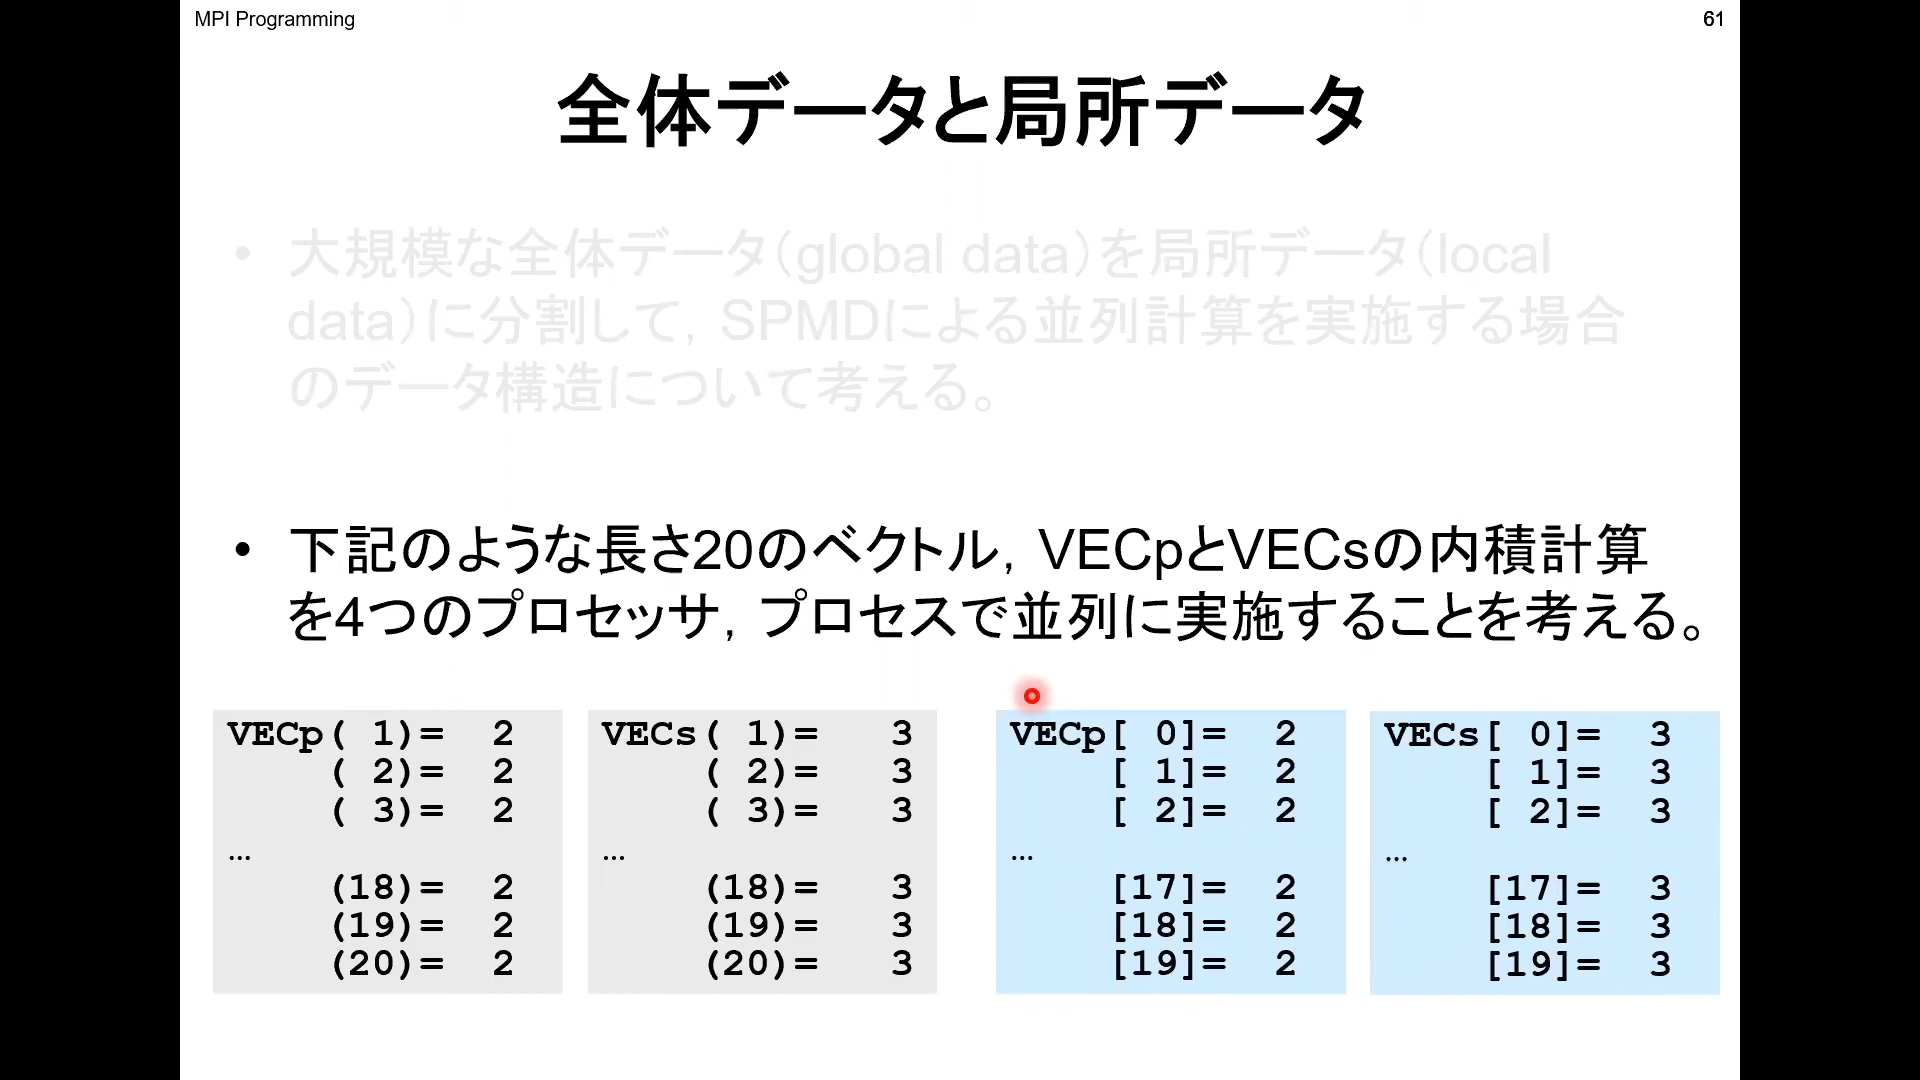 MPI Programming
61
全体データと局所データ
• 大規模な全体データ（global data）を局所データ（local
data）に分割して，SPMDによる並列計算を実施する場合
のデータ構造について考える。
• 下記のような長さ20のベクトル，VECpとVECsの内積計算
を4つのプロセッサ，プロセスで並列に実施することを考える。
VECp( 1)= 2
( 2)= 2
( 3)= 2
…
(18)= 2
(19)= 2
(20)= 2
VECs( 1)= 3
( 2)= 3
( 3)= 3
…
(18)= 3
(19)= 3
(20)= 3
VECp[ 0]= 2
[ 1]= 2
[ 2]= 2
…
[17]= 2
[18]= 2
[19]= 2
VECs[ 0]= 3
[ 1]= 3
[ 2]= 3
…
[17]= 3
[18]= 3
[19]= 3